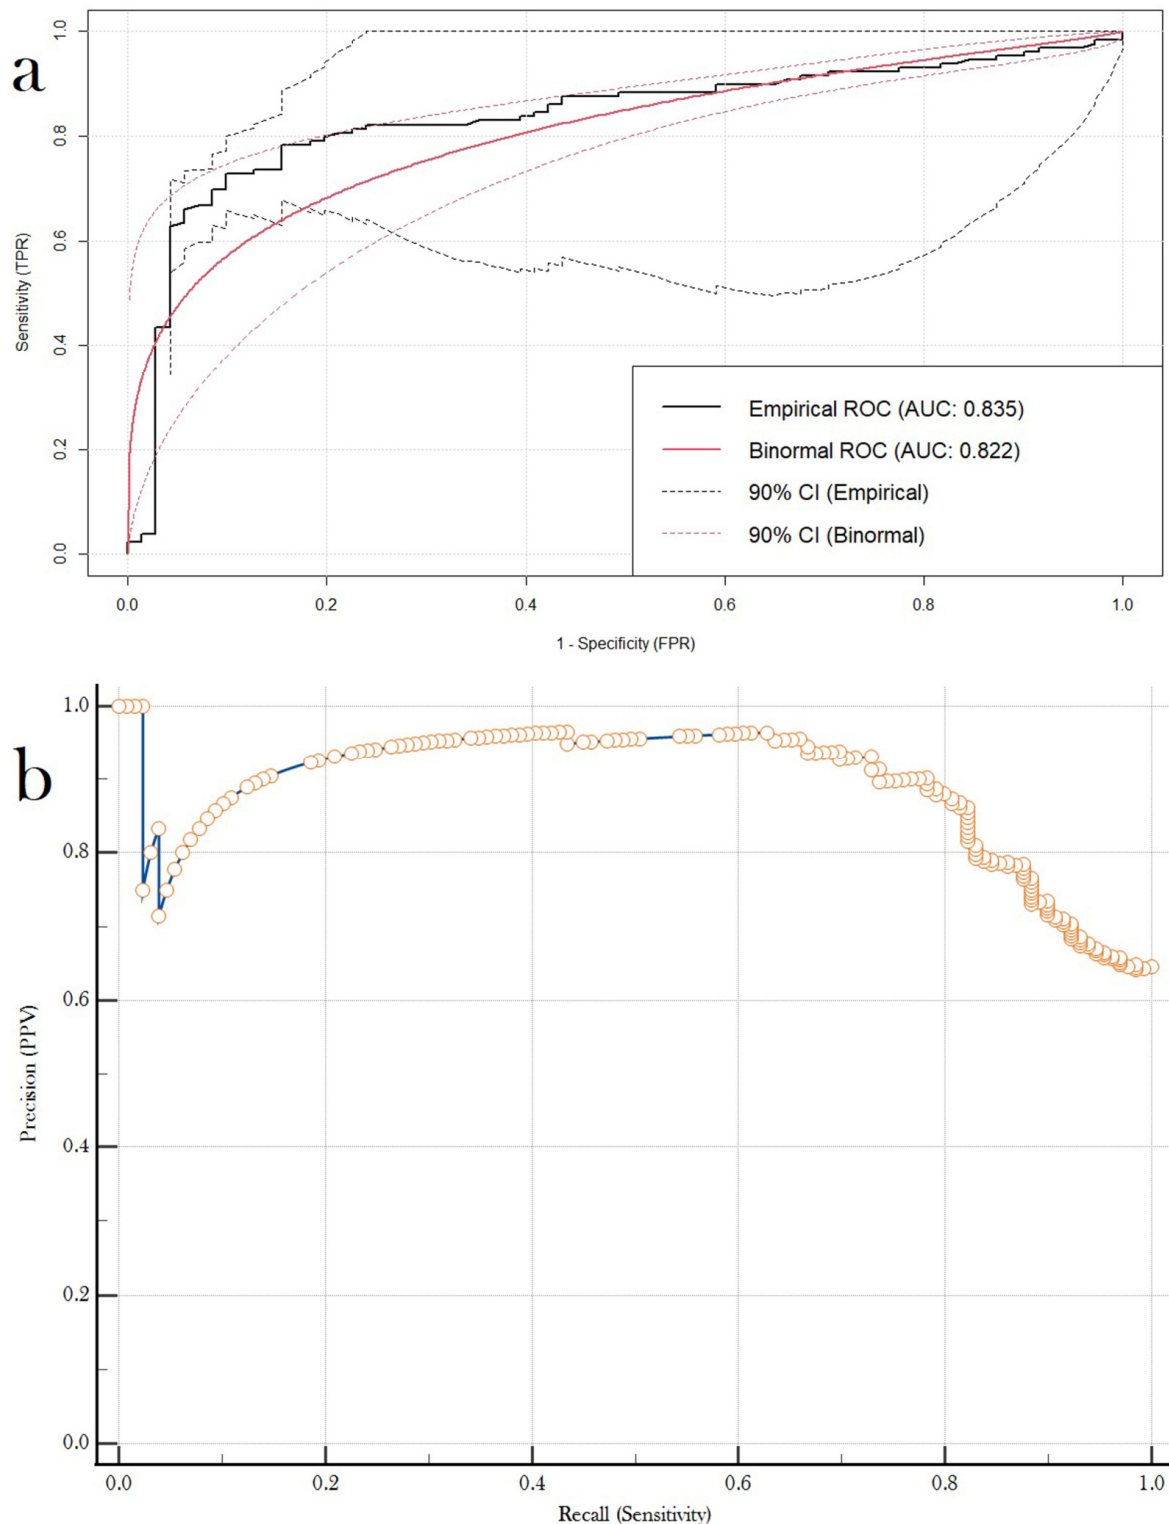 a
1.0
0.8
0.6
0.4
0.2
0.0
Sensitivity (TPR)
Empirical ROC (AUC: 0.835)
Binormal ROC (AUC: 0.822)
90% CI (Empirical)
90% CI (Binormal)
0.0 0.2 0.4 0.6 0.8 1.0
1 - Specificity (FPR)
b
1.0
0.8
0.6
0.4
0.2
0.0
Precision (PPV)
0.0 0.2 0.4 0.6 0.8 1.0
Recall (Sensitivity)